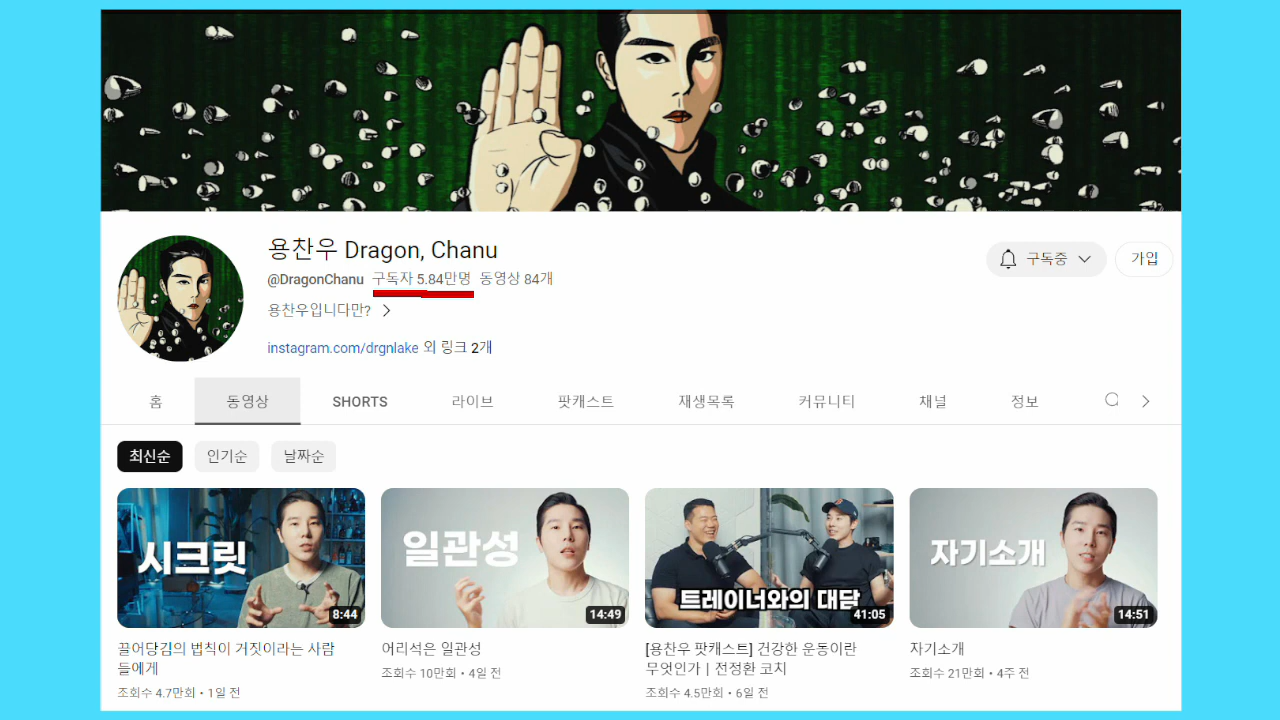 용찬우 Dragon, Chanu
@DragonChanu 구독자 5.84만명 동영상 84개
용찬우입니다만?
instagram.com/drgnlake 외 링크 2개
구독중
가입
홈 동영상 SHORTS 라이브 팟캐스트 재생목록 커뮤니티 채널 정보
최신순 인기순 날짜순
시크릿
8:44
일관성
14:49
트레이너와의 대담
41:05
자기소개
14:51
끌어당김의 법칙이 거짓이라는 사람
들에게
조회수 4.7만회 • 1일 전
어리석은 일관성
조회수 10만회 • 4일 전
[용찬우 팟캐스트] 건강한 운동이란
무엇인가 | 전정환 코치
조회수 4.5만회 • 6일 전
자기소개
조회수 21만회 • 4주 전